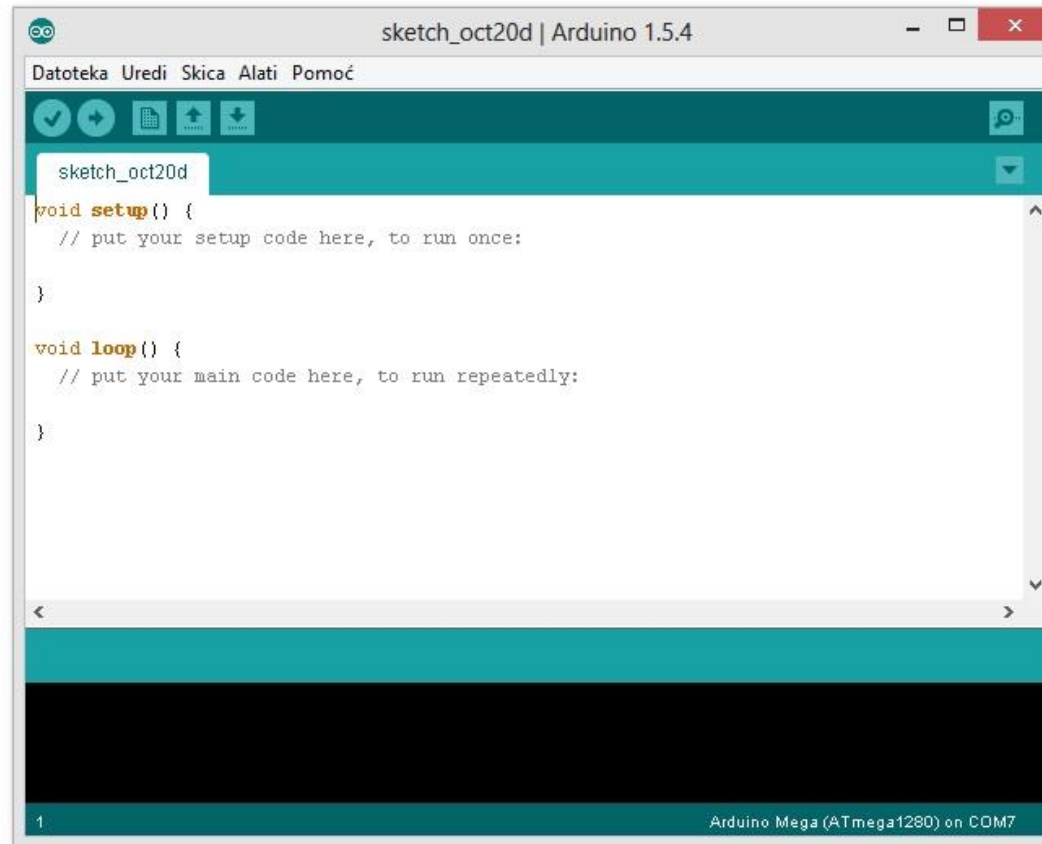 sketch_oct20d | Arduino 1.5.4
Datoteka Uredi Skica Alati Pomoć
sketch_oct20d
void setup() {
  // put your setup code here, to run once:
}
void loop() {
  // put your main code here, to run repeatedly:
}
1 Arduino Mega (ATmega1280) on COM7